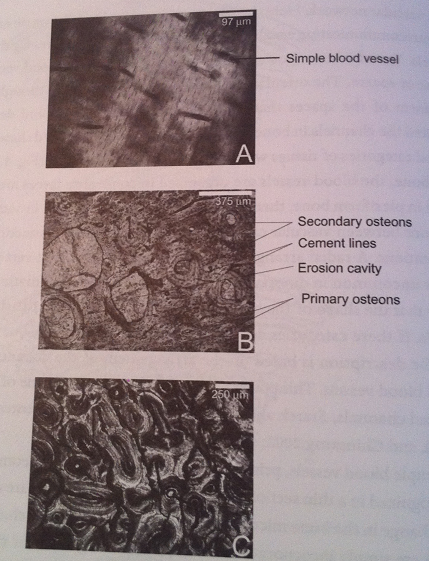 97 µm
Simple blood vessel
A
375 µm
Secondary osteons
Cement lines
Erosion cavity
Primary osteons
B
250 µm
C